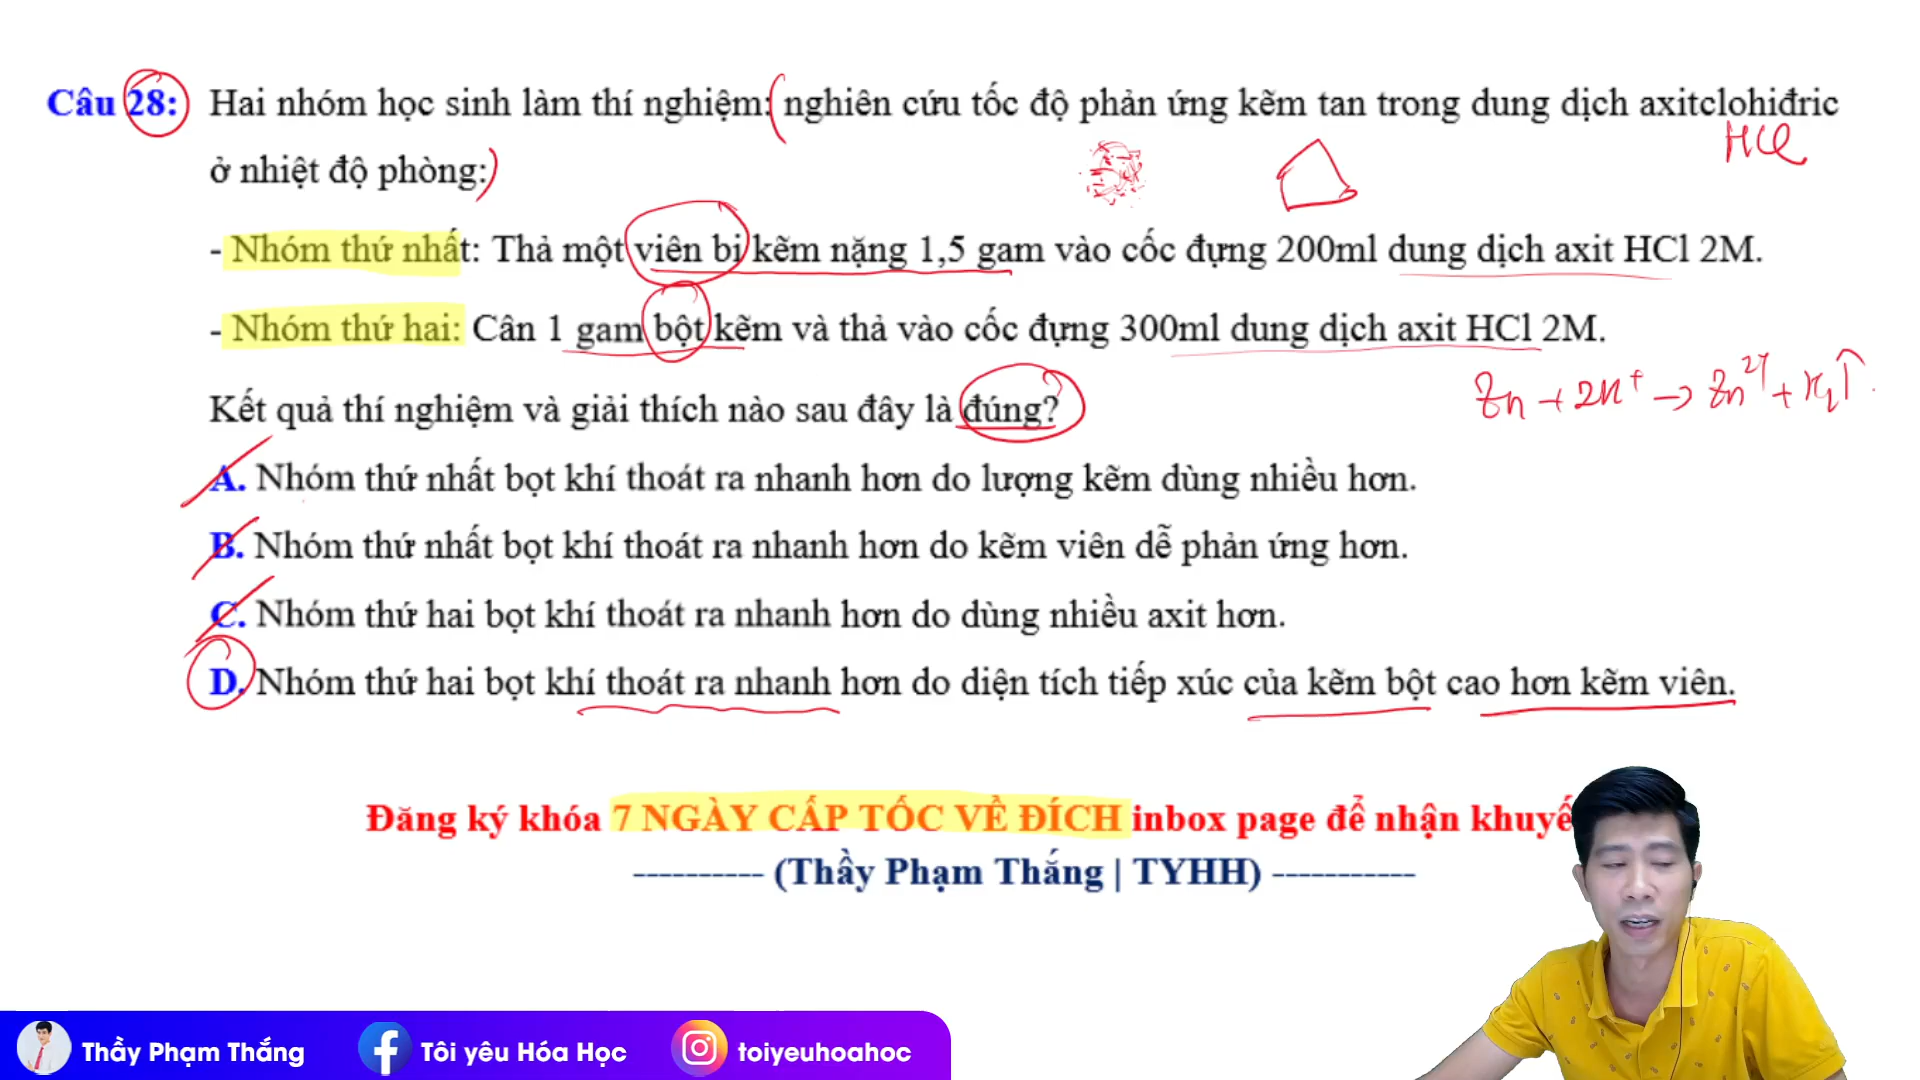 Câu 28: Hai nhóm học sinh làm thí nghiệm: nghiên cứu tốc độ phản ứng kẽm tan trong dung dịch axitclohiđric
HCl
ở nhiệt độ phòng:
- Nhóm thứ nhất: Thả một viên bi kẽm nặng 1,5 gam vào cốc đựng 200ml dung dịch axit HCl 2M.
- Nhóm thứ hai: Cân 1 gam bột kẽm và thả vào cốc đựng 300ml dung dịch axit HCl 2M.
Zn + 2H⁺ → Zn²⁺ + H₂↑
Kết quả thí nghiệm và giải thích nào sau đây là đúng?
A. Nhóm thứ nhất bọt khí thoát ra nhanh hơn do lượng kẽm dùng nhiều hơn.
B. Nhóm thứ nhất bọt khí thoát ra nhanh hơn do kẽm viên dễ phản ứng hơn.
C. Nhóm thứ hai bọt khí thoát ra nhanh hơn do dùng nhiều axit hơn.
D. Nhóm thứ hai bọt khí thoát ra nhanh hơn do diện tích tiếp xúc của kẽm bột cao hơn kẽm viên.
Đăng ký khóa 7 NGÀY CẤP TỐC VỀ ĐÍCH inbox page để nhận khuyế
---------- (Thầy Phạm Thắng | TYHH) -----------
Thầy Phạm Thắng Tôi yêu Hóa Học toiyeuhoahoc